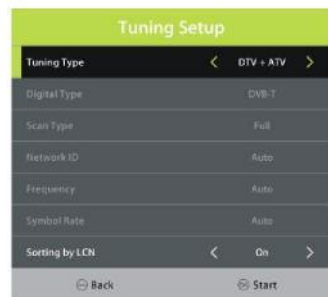 Tuning Setup
Tuning Type < DTV + ATV >
Digital Type DVB-T
Scan Type Full
Network ID Auto
Frequency Auto
Symbol Rate Auto
Sorting by LCN < On >
Back Start